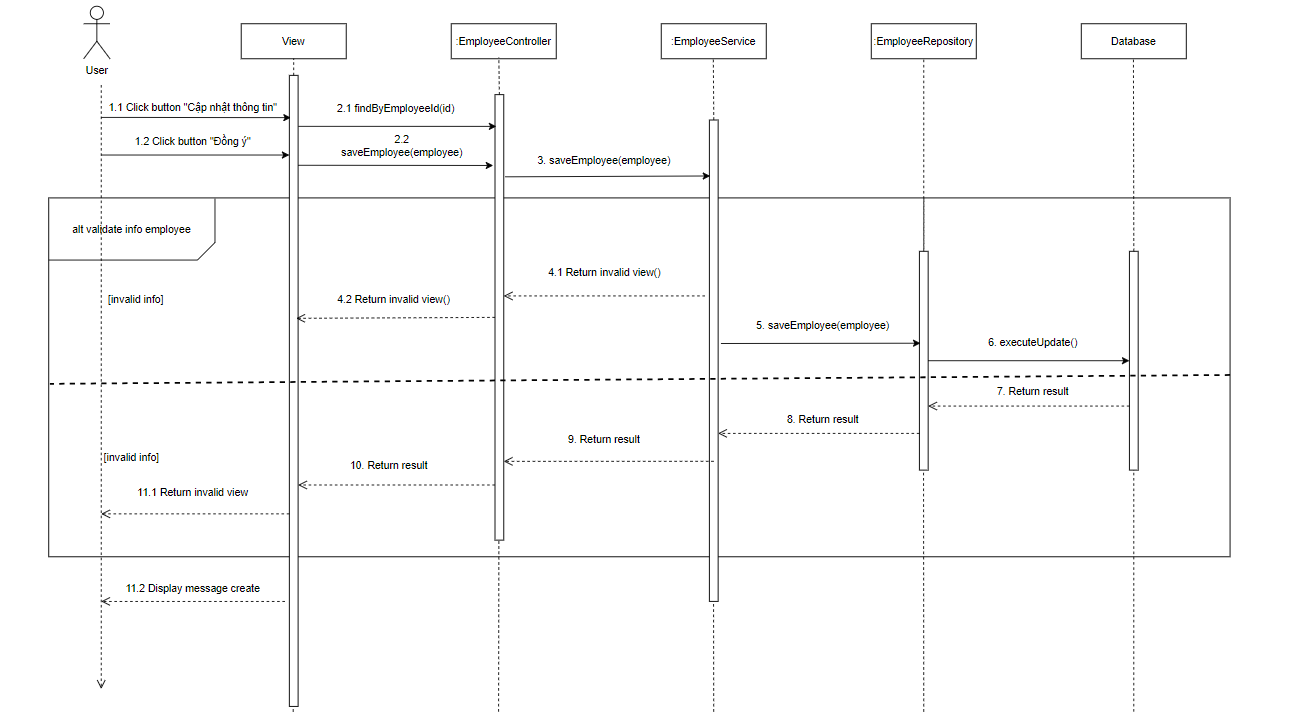 User
View
:EmployeeController
:EmployeeService
:EmployeeRepository
Database
1.1 Click button "Cập nhật thông tin"
2.1 findByEmployeeId(id)
1.2 Click button "Đồng ý"
2.2
saveEmployee(employee)
3. saveEmployee(employee)
alt validate info employee
[invalid info]
4.1 Return invalid view()
4.2 Return invalid view()
5. saveEmployee(employee)
6. executeUpdate()
7. Return result
8. Return result
9. Return result
[invalid info]
10. Return result
11.1 Return invalid view
11.2 Display message create